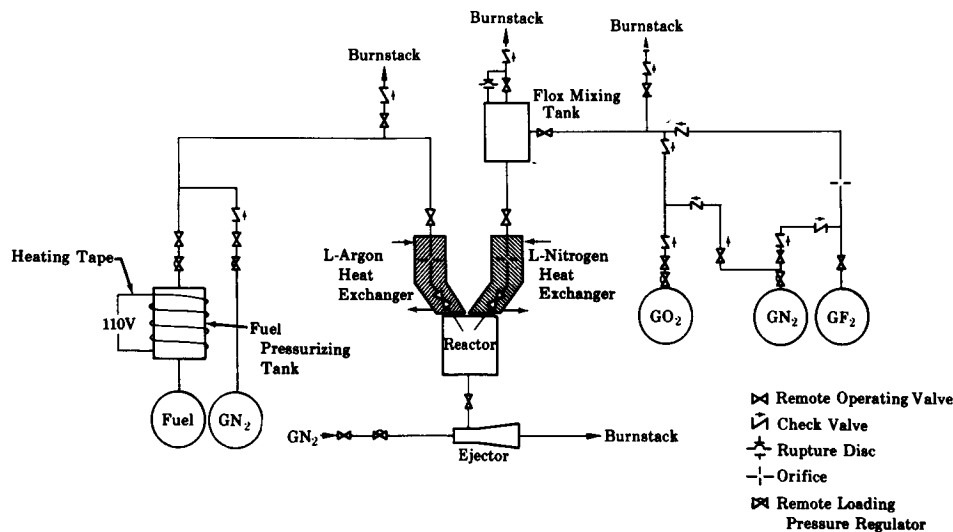 Burnstack
Burnstack
Burnstack
Flox Mixing
Tank
Heating Tape
110V
Fuel
Pressurizing
Tank
L-Argon
Heat
Exchanger
L-Nitrogen
Heat
Exchanger
Reactor
GO2
GN2
GF2
Fuel
GN2
GN2
Ejector
Burnstack
Remote Operating Valve
Check Valve
Rupture Disc
Orifice
Remote Loading
Pressure Regulator